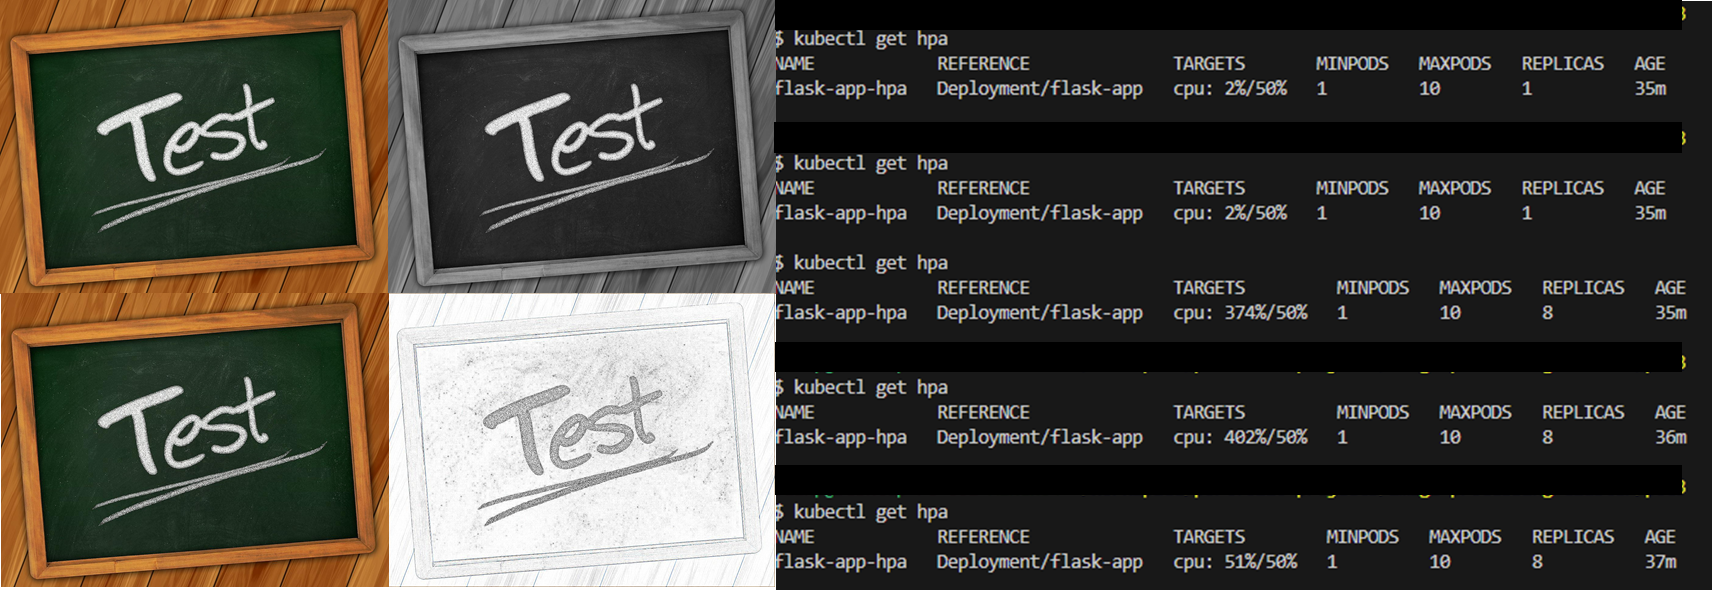 Test
Test
Test
Test
$ kubectl get hpa
NAME REFERENCE TARGETS MINPODS MAXPODS REPLICAS AGE
flask-app-hpa Deployment/flask-app cpu: 2%/50% 1 10 1 35m
$ kubectl get hpa
NAME REFERENCE TARGETS MINPODS MAXPODS REPLICAS AGE
flask-app-hpa Deployment/flask-app cpu: 2%/50% 1 10 1 35m
$ kubectl get hpa
NAME REFERENCE TARGETS MINPODS MAXPODS REPLICAS AGE
flask-app-hpa Deployment/flask-app cpu: 374%/50% 1 10 8 35m
$ kubectl get hpa
NAME REFERENCE TARGETS MINPODS MAXPODS REPLICAS AGE
flask-app-hpa Deployment/flask-app cpu: 402%/50% 1 10 8 36m
$ kubectl get hpa
NAME REFERENCE TARGETS MINPODS MAXPODS REPLICAS AGE
flask-app-hpa Deployment/flask-app cpu: 51%/50% 1 10 8 37m